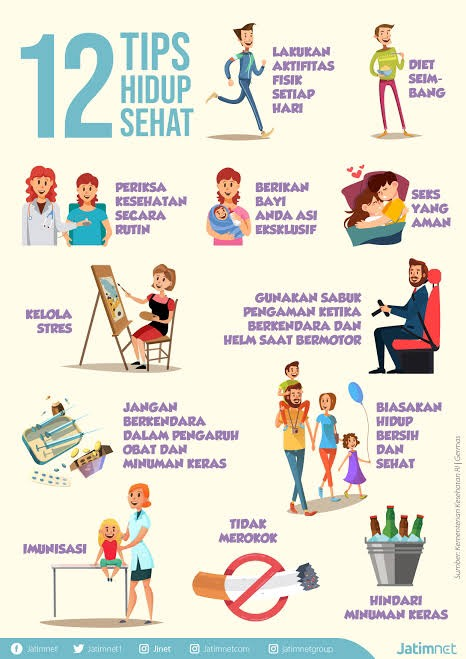 12 TIPS
HIDUP
SEHAT
LAKUKAN
AKTIFITAS
FISIK
SETIAP
HARI
DIET
SEIM-
BANG
PERIKSA
KESEHATAN
SECARA
RUTIN
BERIKAN
BAYI
ANDA ASI
EKSKLUSIF
SEKS
YANG
AMAN
KELOLA
STRES
GUNAKAN SABUK
PENGAMAN KETIKA
BERKENDARA DAN
HELM SAAT BERMOTOR
JANGAN
BERKENDARA
DALAM PENGARUH
OBAT DAN
MINUMAN KERAS
BIASAKAN
HIDUP
BERSIH
DAN
SEHAT
IMUNISASI
TIDAK
MEROKOK
HINDARI
MINUMAN KERAS
Sumber: Kementerian Kesehatan RI | Germas
Jatimnet
Jatimnet1
Jinet
Jatimnetcom
Jatimnetgroup
Jatimnet